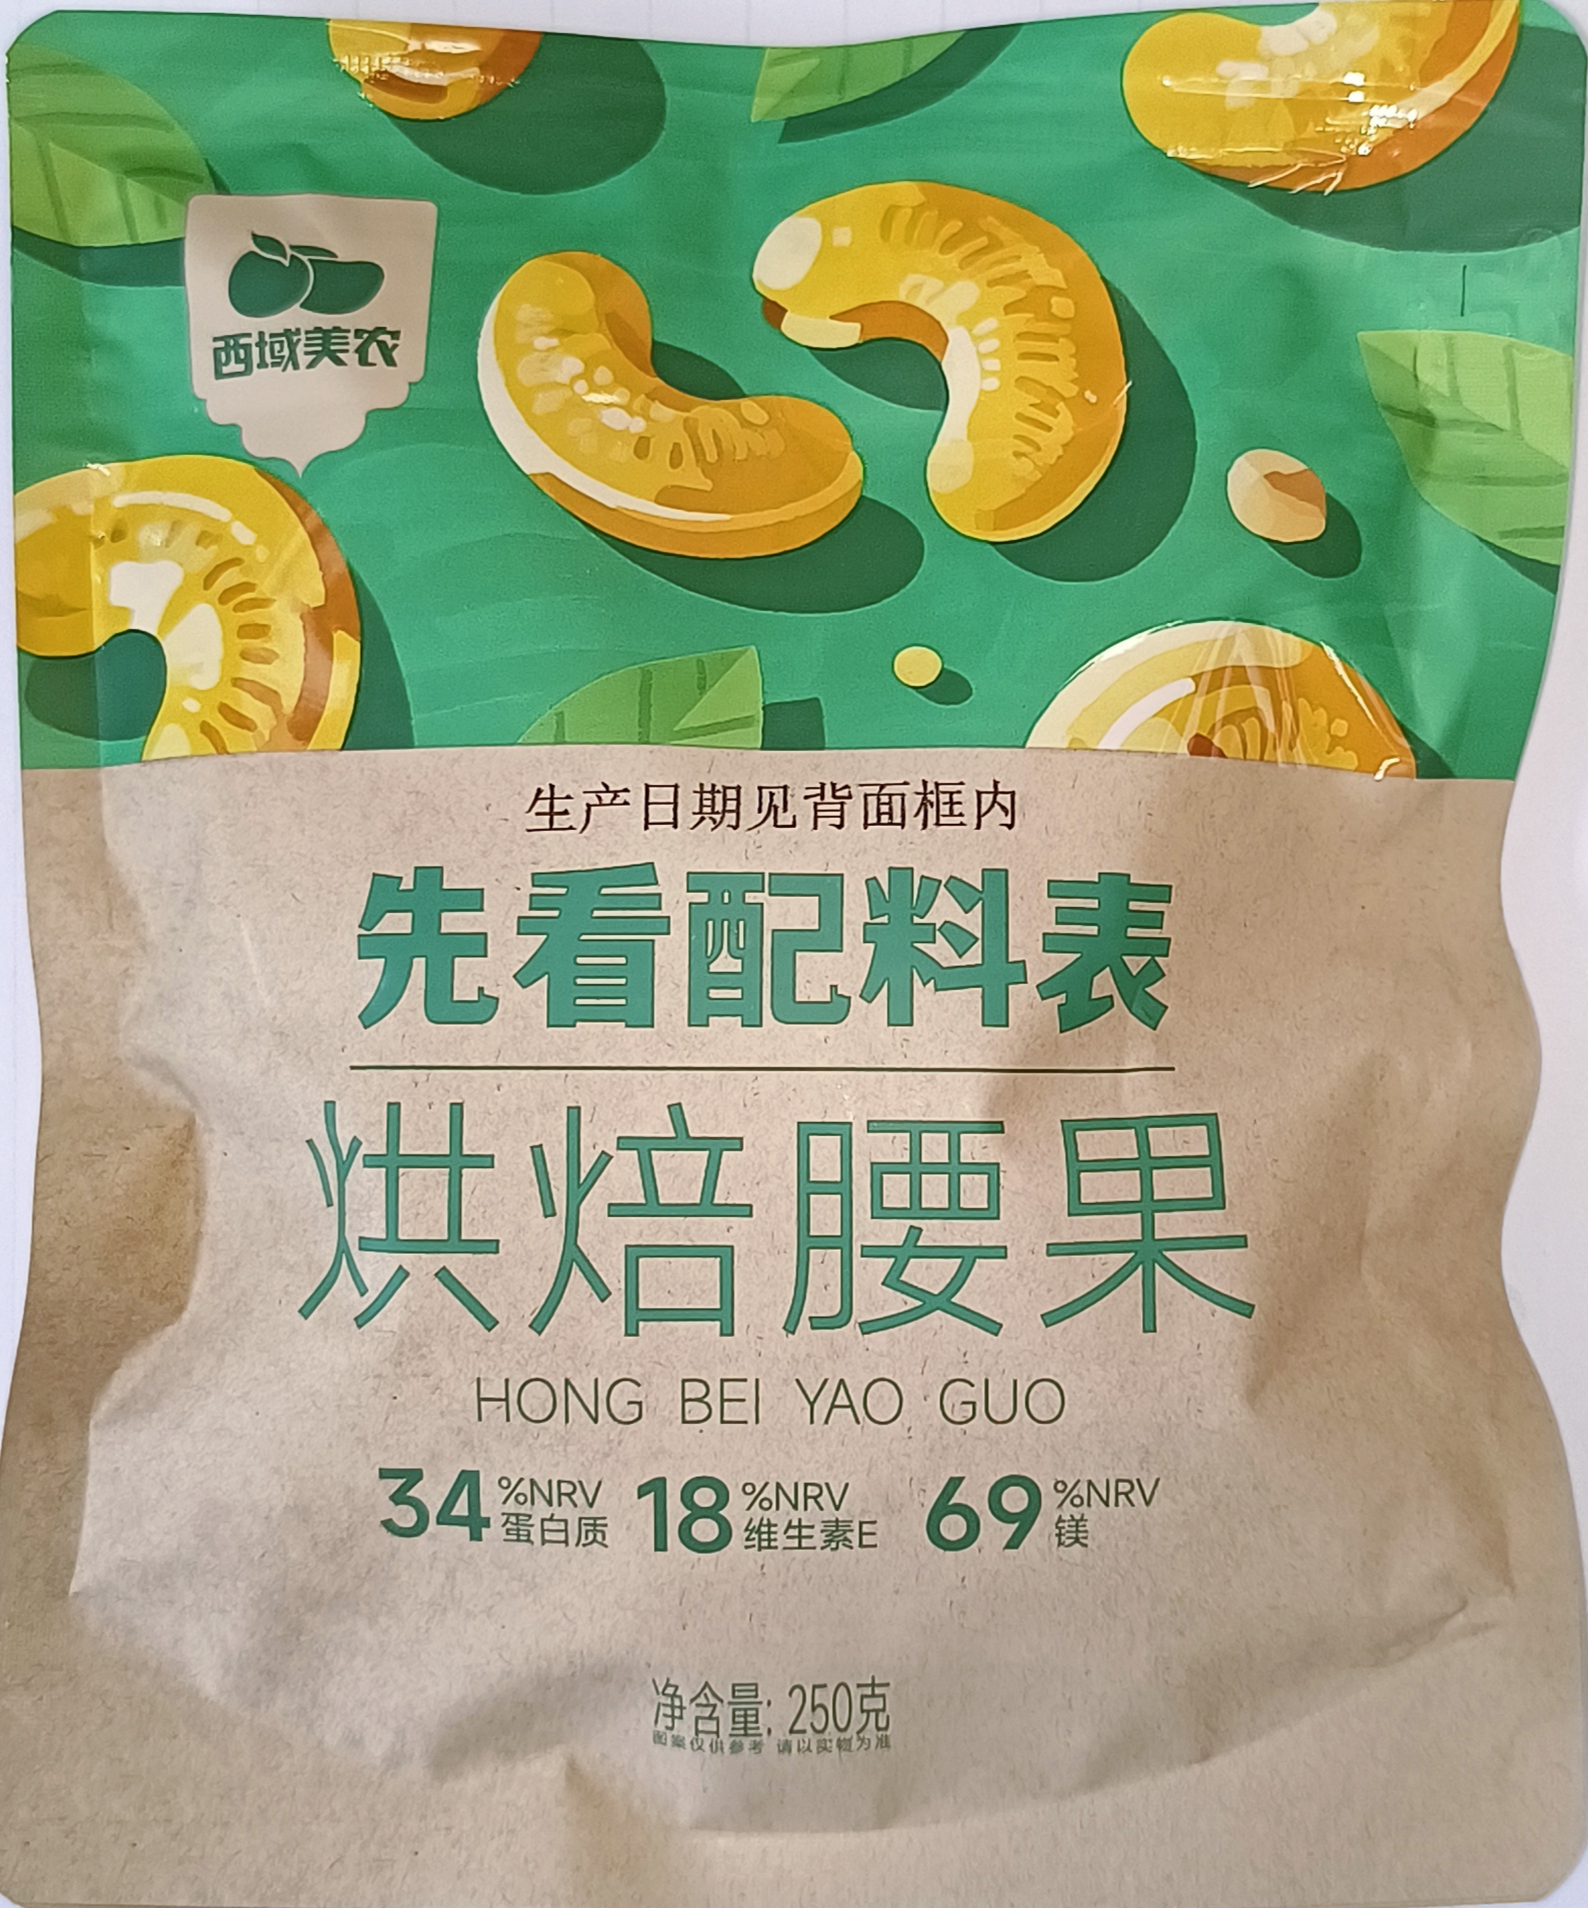 西域美农
生产日期见背面框内
先看配料表
烘焙腰果
HONG BEI YAO GUO
34 %NRV 蛋白质 18 %NRV 维生素E 69 %NRV 镁
净含量: 250克
图案仅供参考 请以实物为准